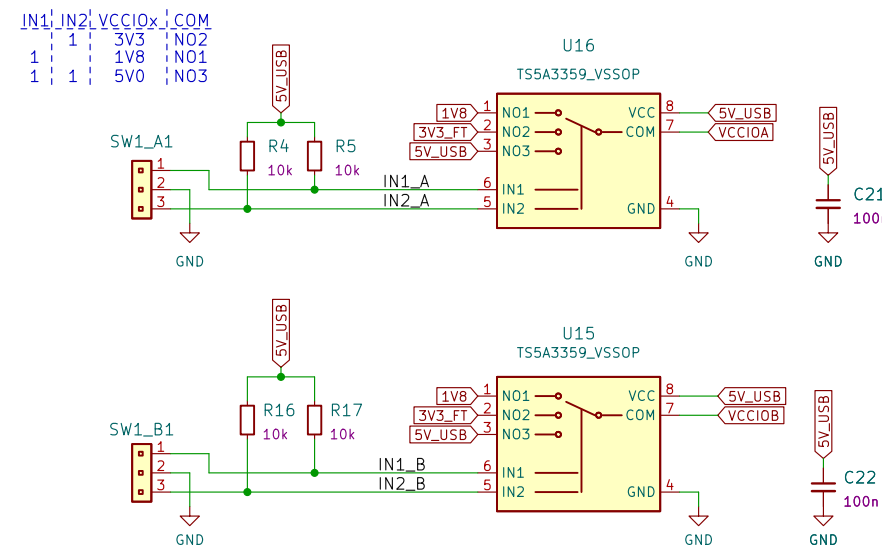 IN1 IN2 VCCIOx COM
1 3V3 NO2
1 1V8 NO1
1 1 5V0 NO3
5V_USB
SW1_A1
1
2
3
GND
R4
10k
R5
10k
IN1_A
IN2_A
U16
TS5A3359_VSSOP
1V8 1 NO1
3V3_FT 2 NO2
5V_USB 3 NO3
6 IN1
5 IN2
VCC 8 5V_USB
COM 7 VCCIOA
GND 4
GND
5V_USB
C21
100
GND
5V_USB
SW1_B1
1
2
3
GND
R16
10k
R17
10k
IN1_B
IN2_B
U15
TS5A3359_VSSOP
1V8 1 NO1
3V3_FT 2 NO2
5V_USB 3 NO3
6 IN1
5 IN2
VCC 8 5V_USB
COM 7 VCCIOB
GND 4
GND
5V_USB
C22
100n
GND